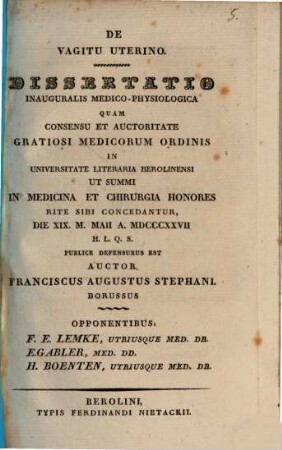 5.
DE
VAGITU UTERINO.
DISSERTATIO
INAUGURALIS MEDICO-PHYSIOLOGICA
QUAM
CONSENSU ET AUCTORITATE
GRATIOSI MEDICORUM ORDINIS
IN
UNIVERSITATE LITERARIA BEROLINENSI
UT SUMMI
IN MEDICINA ET CHIRURGIA HONORES
RITE SIBI CONCEDANTUR,
DIE XIX. M. MAII A. MDCCCXXVII
H. L. Q. S.
PUBLICE DEFENSURUS EST
AUCTOR
FRANCISCUS AUGUSTUS STEPHANI.
BORUSSUS
OPPONENTIBUS:
F. E. LEMKE, UTRIUSQUE MED. DR.
E. GABLER, MED. DD.
H. BOENTEN, UTRIUSQUE MED. DR.
BEROLINI,
TYPIS FERDINANDI NIETACKII.